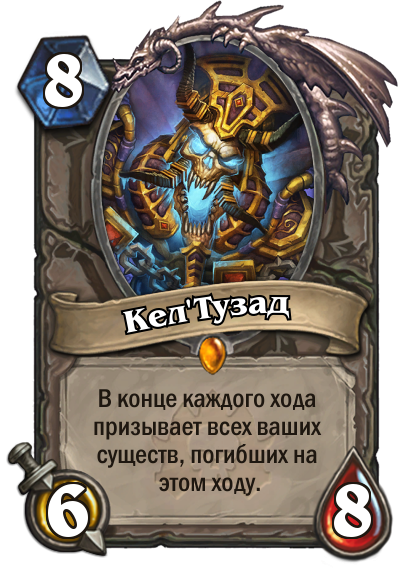 8
Кел'Тузад
В конце каждого хода
призывает всех ваших
существ, погибших на
этом ходу.
6
8